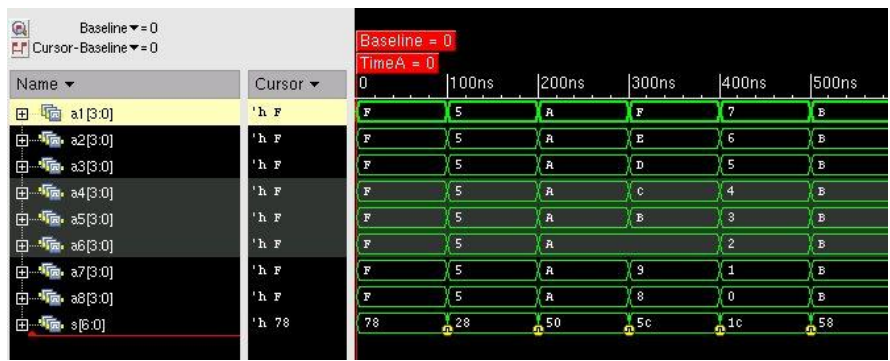 Baseline ▾ = 0
Cursor-Baseline ▾ = 0
Baseline = 0
TimeA = 0
Name ▾ Cursor ▾ 0 100ns 200ns 300ns 400ns 500ns
a1[3:0] 'h F F 5 A F 7 B
a2[3:0] 'h F F 5 A E 6 B
a3[3:0] 'h F F 5 A D 5 B
a4[3:0] 'h F F 5 A C 4 B
a5[3:0] 'h F F 5 A B 3 B
a6[3:0] 'h F F 5 A 2 B
a7[3:0] 'h F F 5 A 9 1 B
a8[3:0] 'h F F 5 A 8 0 B
s[6:0] 'h 78 78 28 50 5c 1c 58